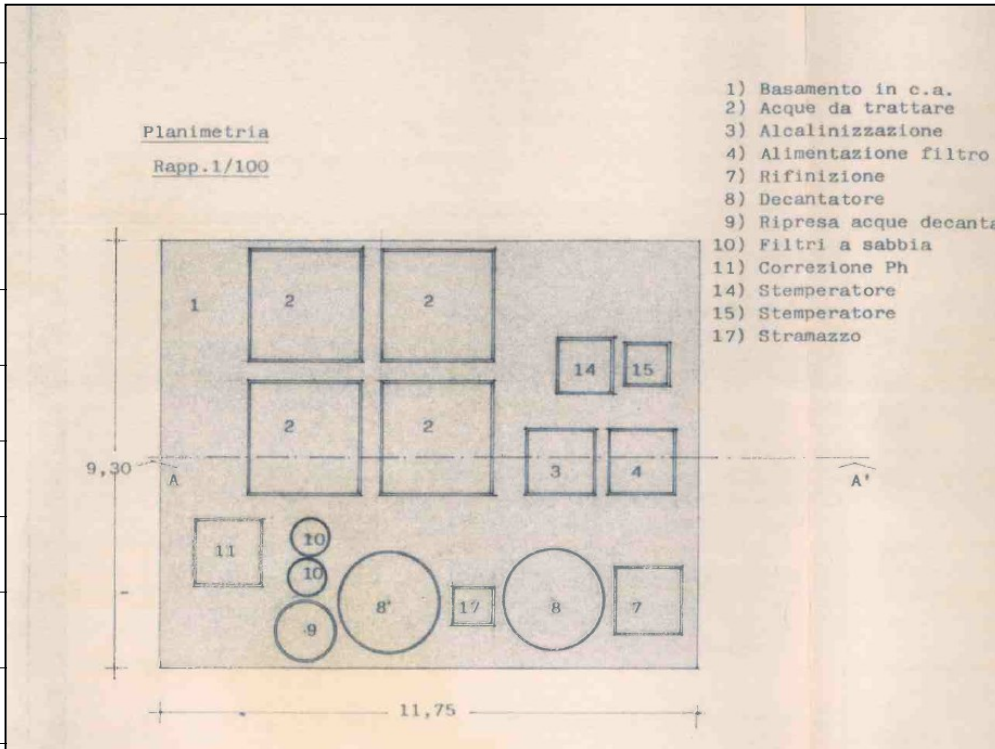 Planimetria
Rapp.1/100
1) Basamento in c.a.
2) Acque da trattare
3) Alcalinizzazione
4) Alimentazione filtro
7) Rifinizione
8) Decantatore
9) Ripresa acque decanta
10) Filtri a sabbia
11) Correzione Ph
14) Stemperatore
15) Stemperatore
17) Stramazzo
1
2
2
14
15
2
2
9,30
A
3
4
A'
11
10
10
9
8'
17
8
7
11,75